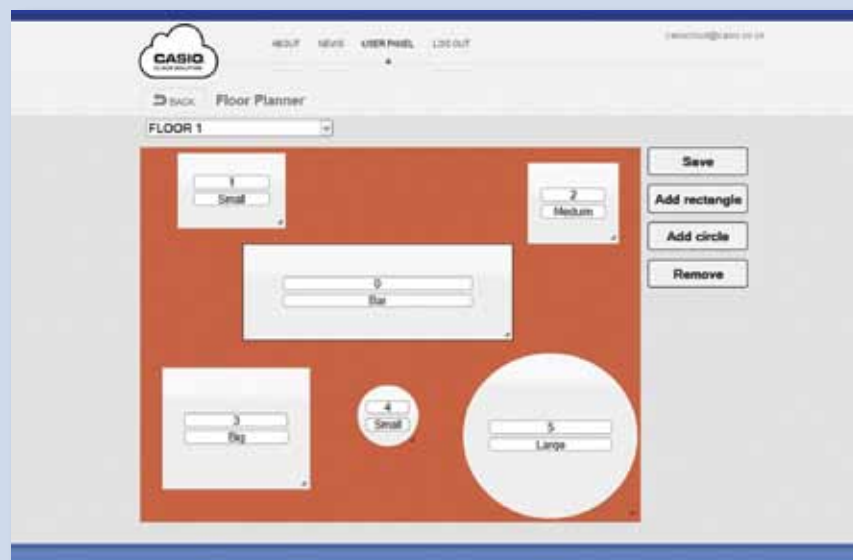 ABOUT NEWS USER PANEL LOG OUT
CASIO
BACK Floor Planner
FLOOR 1
1
Small
2
Medium
0
Bar
3
Big
4
Small
5
Large
Save
Add rectangle
Add circle
Remove